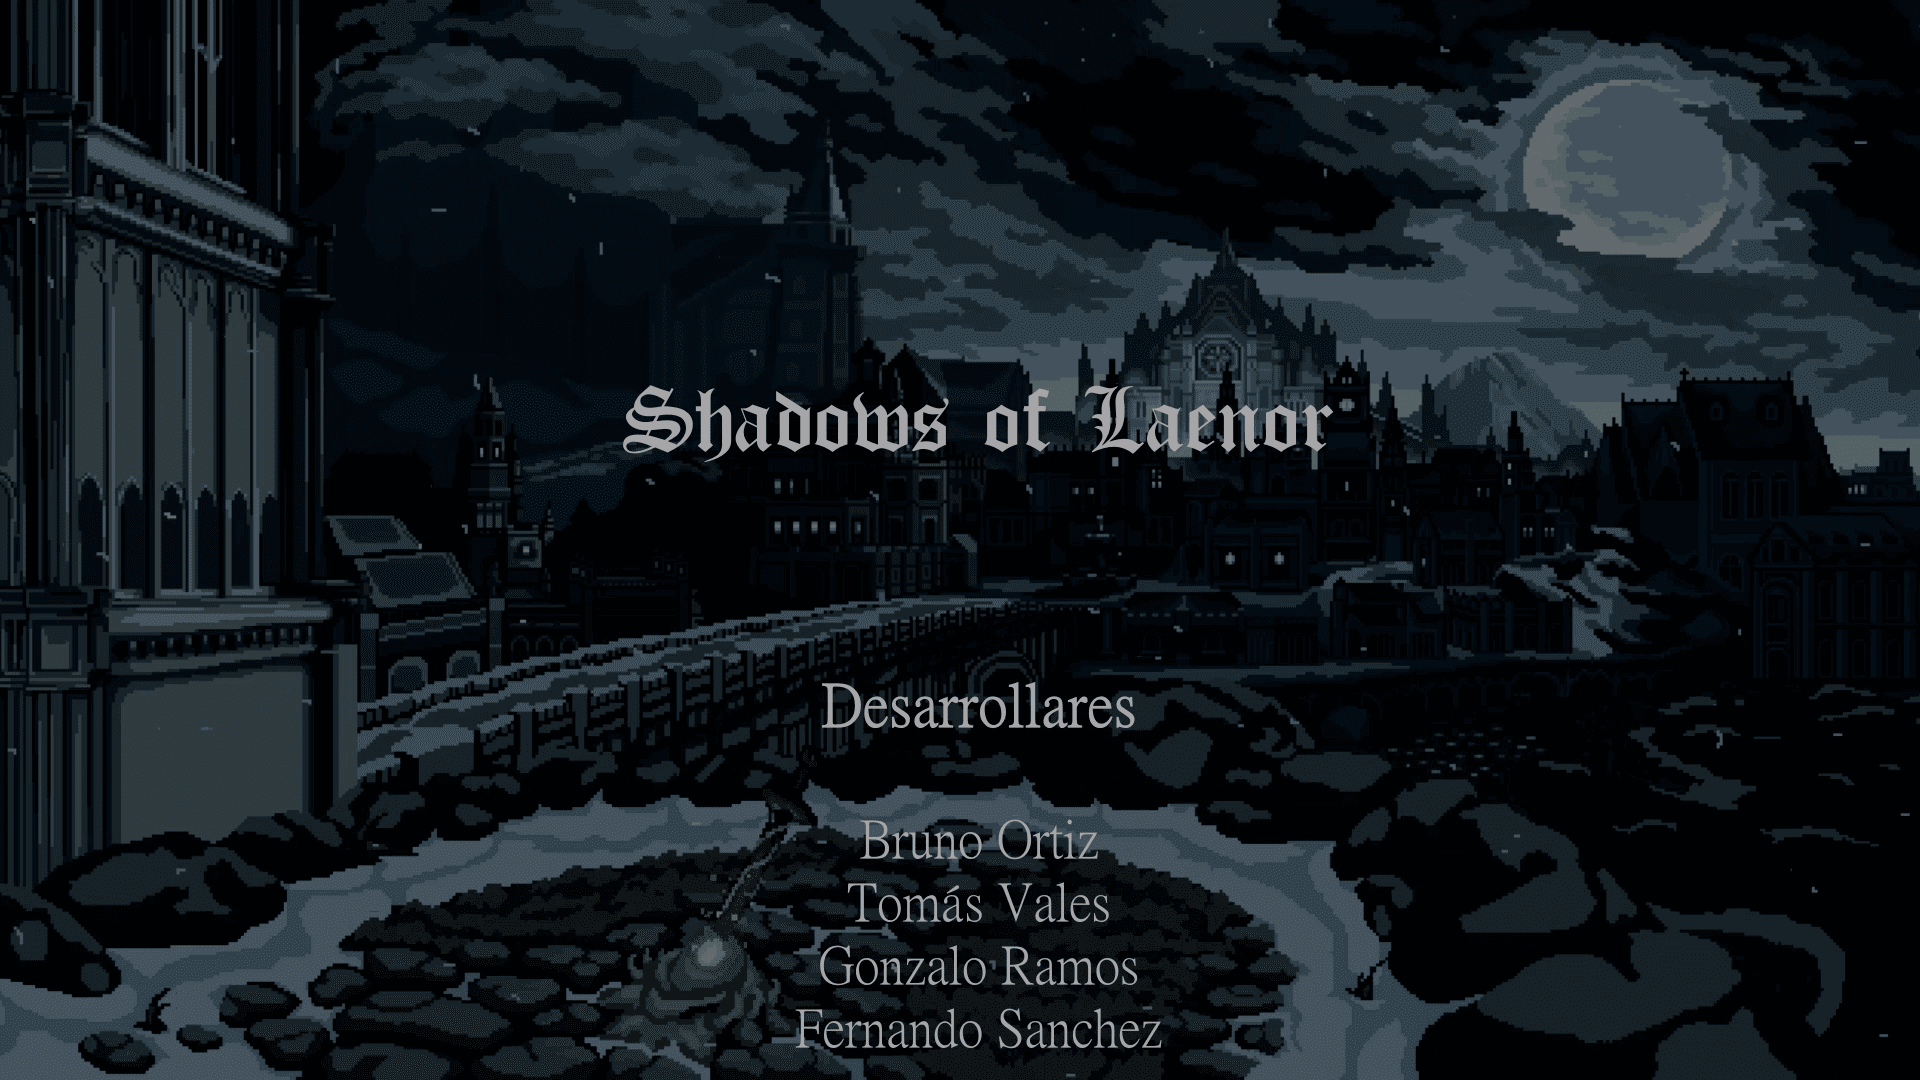 Shadows of Laenor
Desarrollares
Bruno Ortiz
Tomás Vales
Gonzalo Ramos
Fernando Sanchez